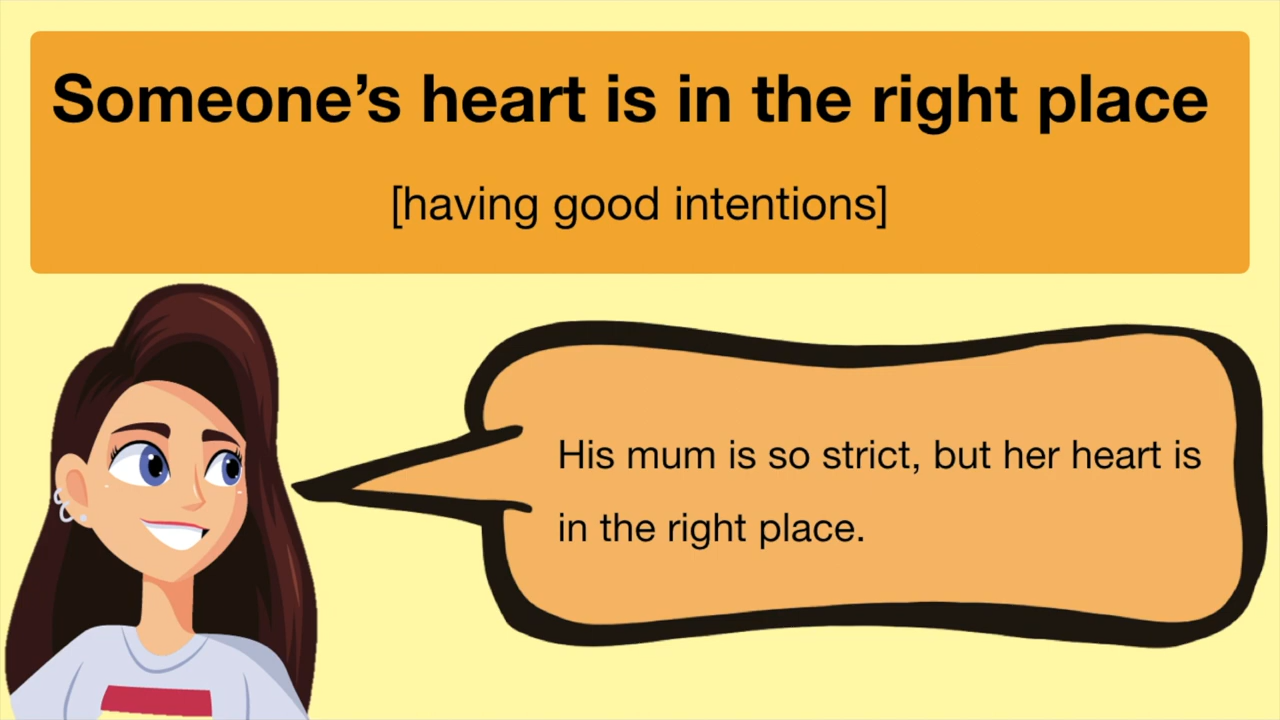 Someone’s heart is in the right place
[having good intentions]
His mum is so strict, but her heart is
in the right place.